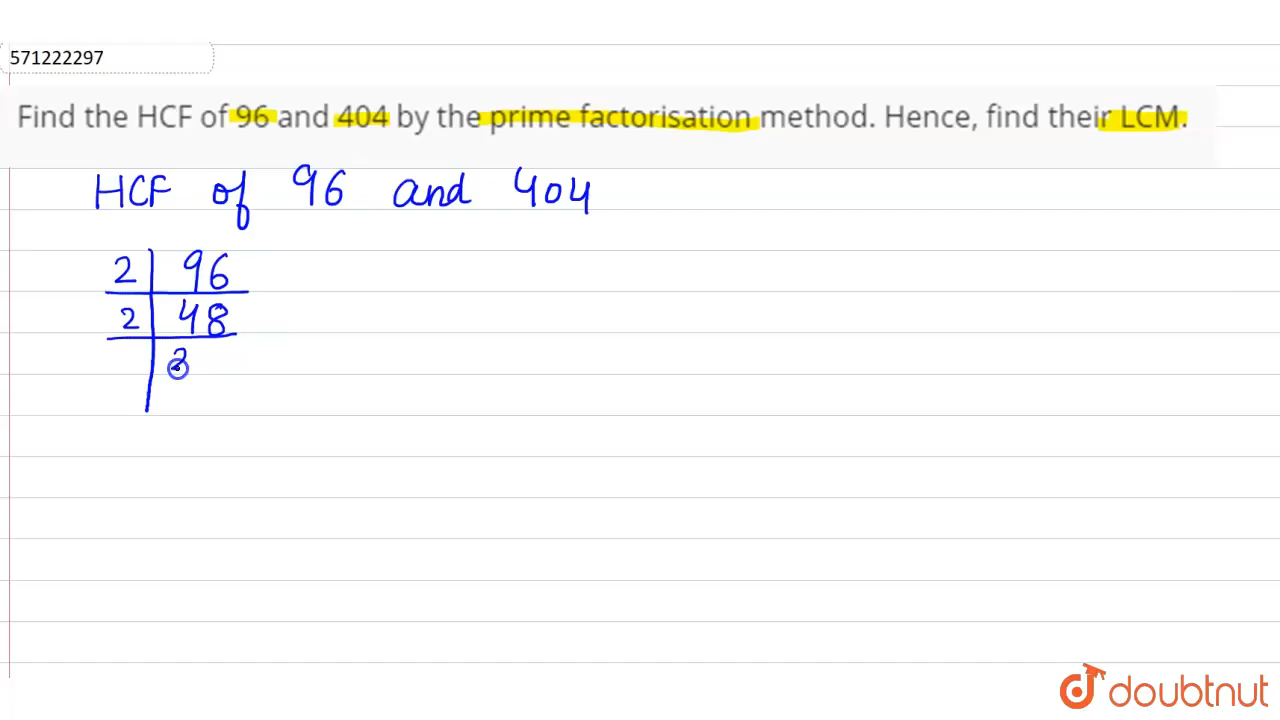 571222297
Find the HCF of 96 and 404 by the prime factorisation method. Hence, find their LCM.
HCF of 96 and 404
2 96
2 48
2
doubtnut